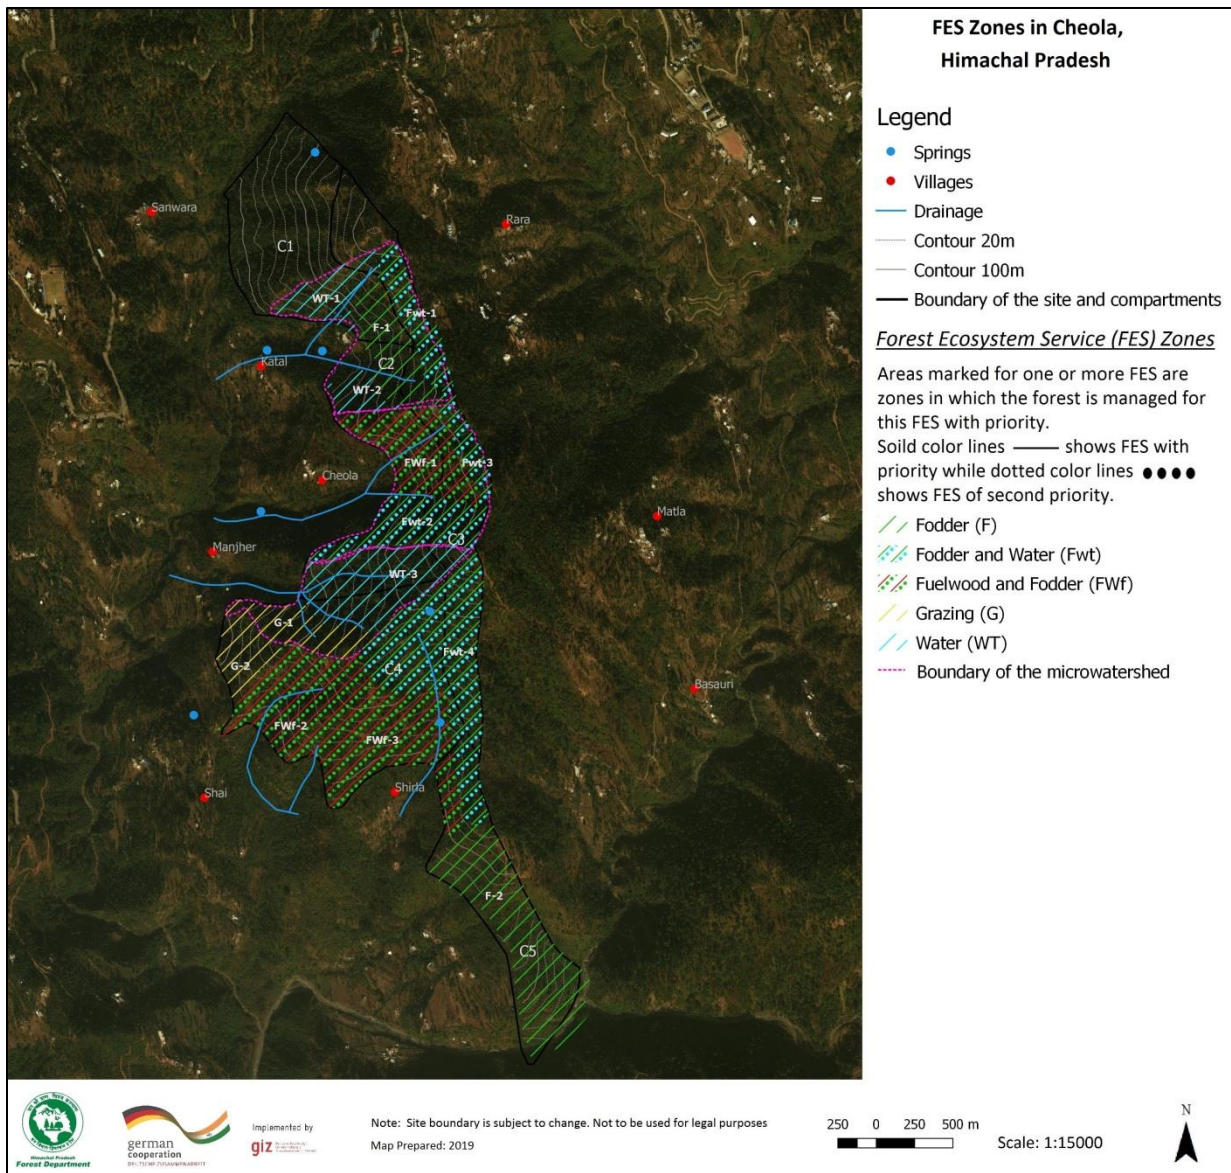 FES Zones in Cheola,
Himachal Pradesh
Legend
Springs
Villages
Drainage
Contour 20m
Contour 100m
Boundary of the site and compartments
Forest Ecosystem Service (FES) Zones
Areas marked for one or more FES are
zones in which the forest is managed for
this FES with priority.
Soild color lines —— shows FES with
priority while dotted color lines ●●●●
shows FES of second priority.
Fodder (F)
Fodder and Water (Fwt)
Fuelwood and Fodder (FWf)
Grazing (G)
Water (WT)
Boundary of the microwatershed
Sanwara
Rara
C1
WT-1
Fwt-1
F-1
Katal
C2
WT-2
FWf-1
Fwt-3
Cheola
Matla
Fwt-2
C3
Manjher
WT-3
G-1
Fwt-4
G-2
C4
Basauri
FWf-2
FWf-3
Shai
Shirla
F-2
C5
Himachal Pradesh
Forest Department
german
cooperation
DEUTSCHE ZUSAMMENARBEIT
Implemented by
giz
Note: Site boundary is subject to change. Not to be used for legal purposes
Map Prepared: 2019
250 0 250 500 m
Scale: 1:15000
N